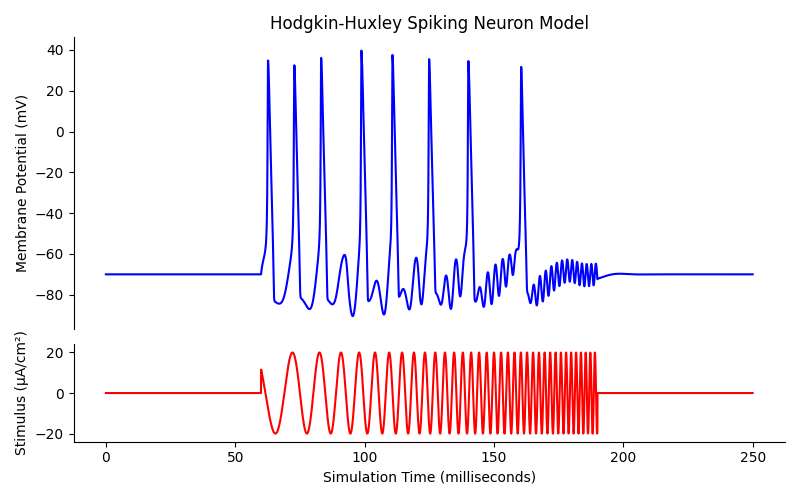 Hodgkin-Huxley Spiking Neuron Model
Membrane Potential (mV)
40
20
0
−20
−40
−60
−80
Stimulus (µA/cm²)
20
0
−20
0 50 100 150 200 250
Simulation Time (milliseconds)